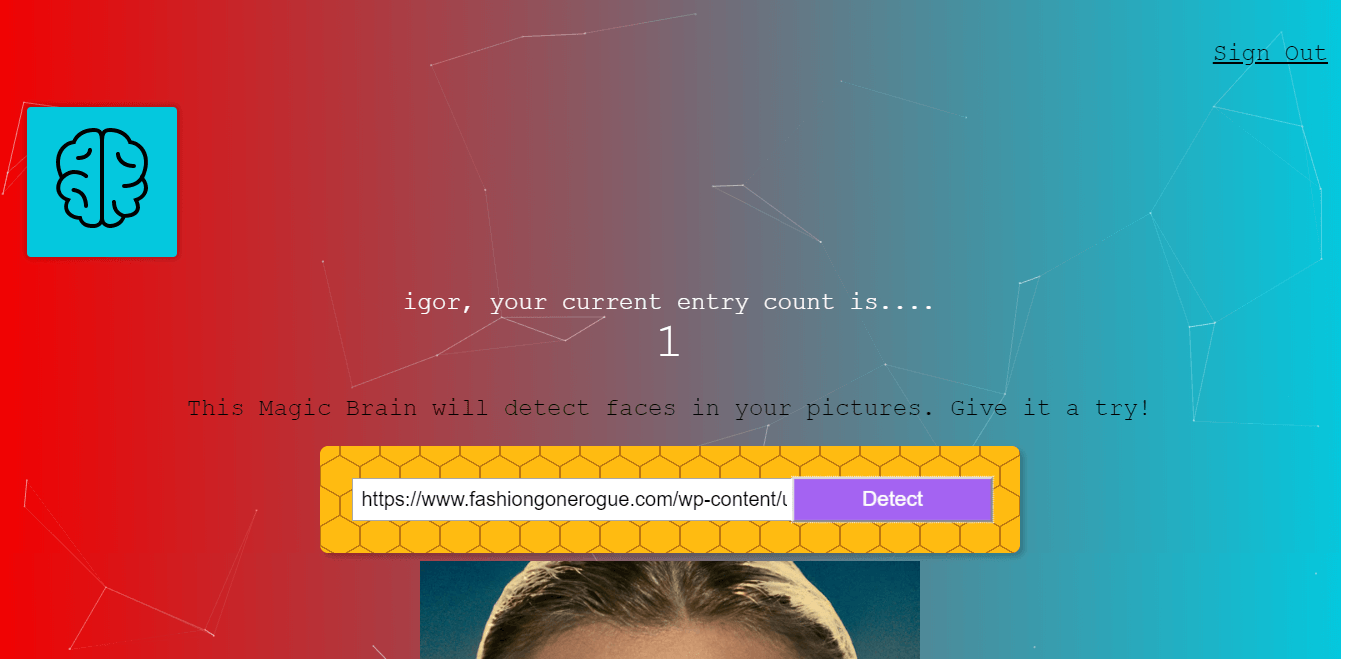 Sign Out
igor, your current entry count is....
1
This Magic Brain will detect faces in your pictures. Give it a try!
https://www.fashiongonerogue.com/wp-content/u
Detect